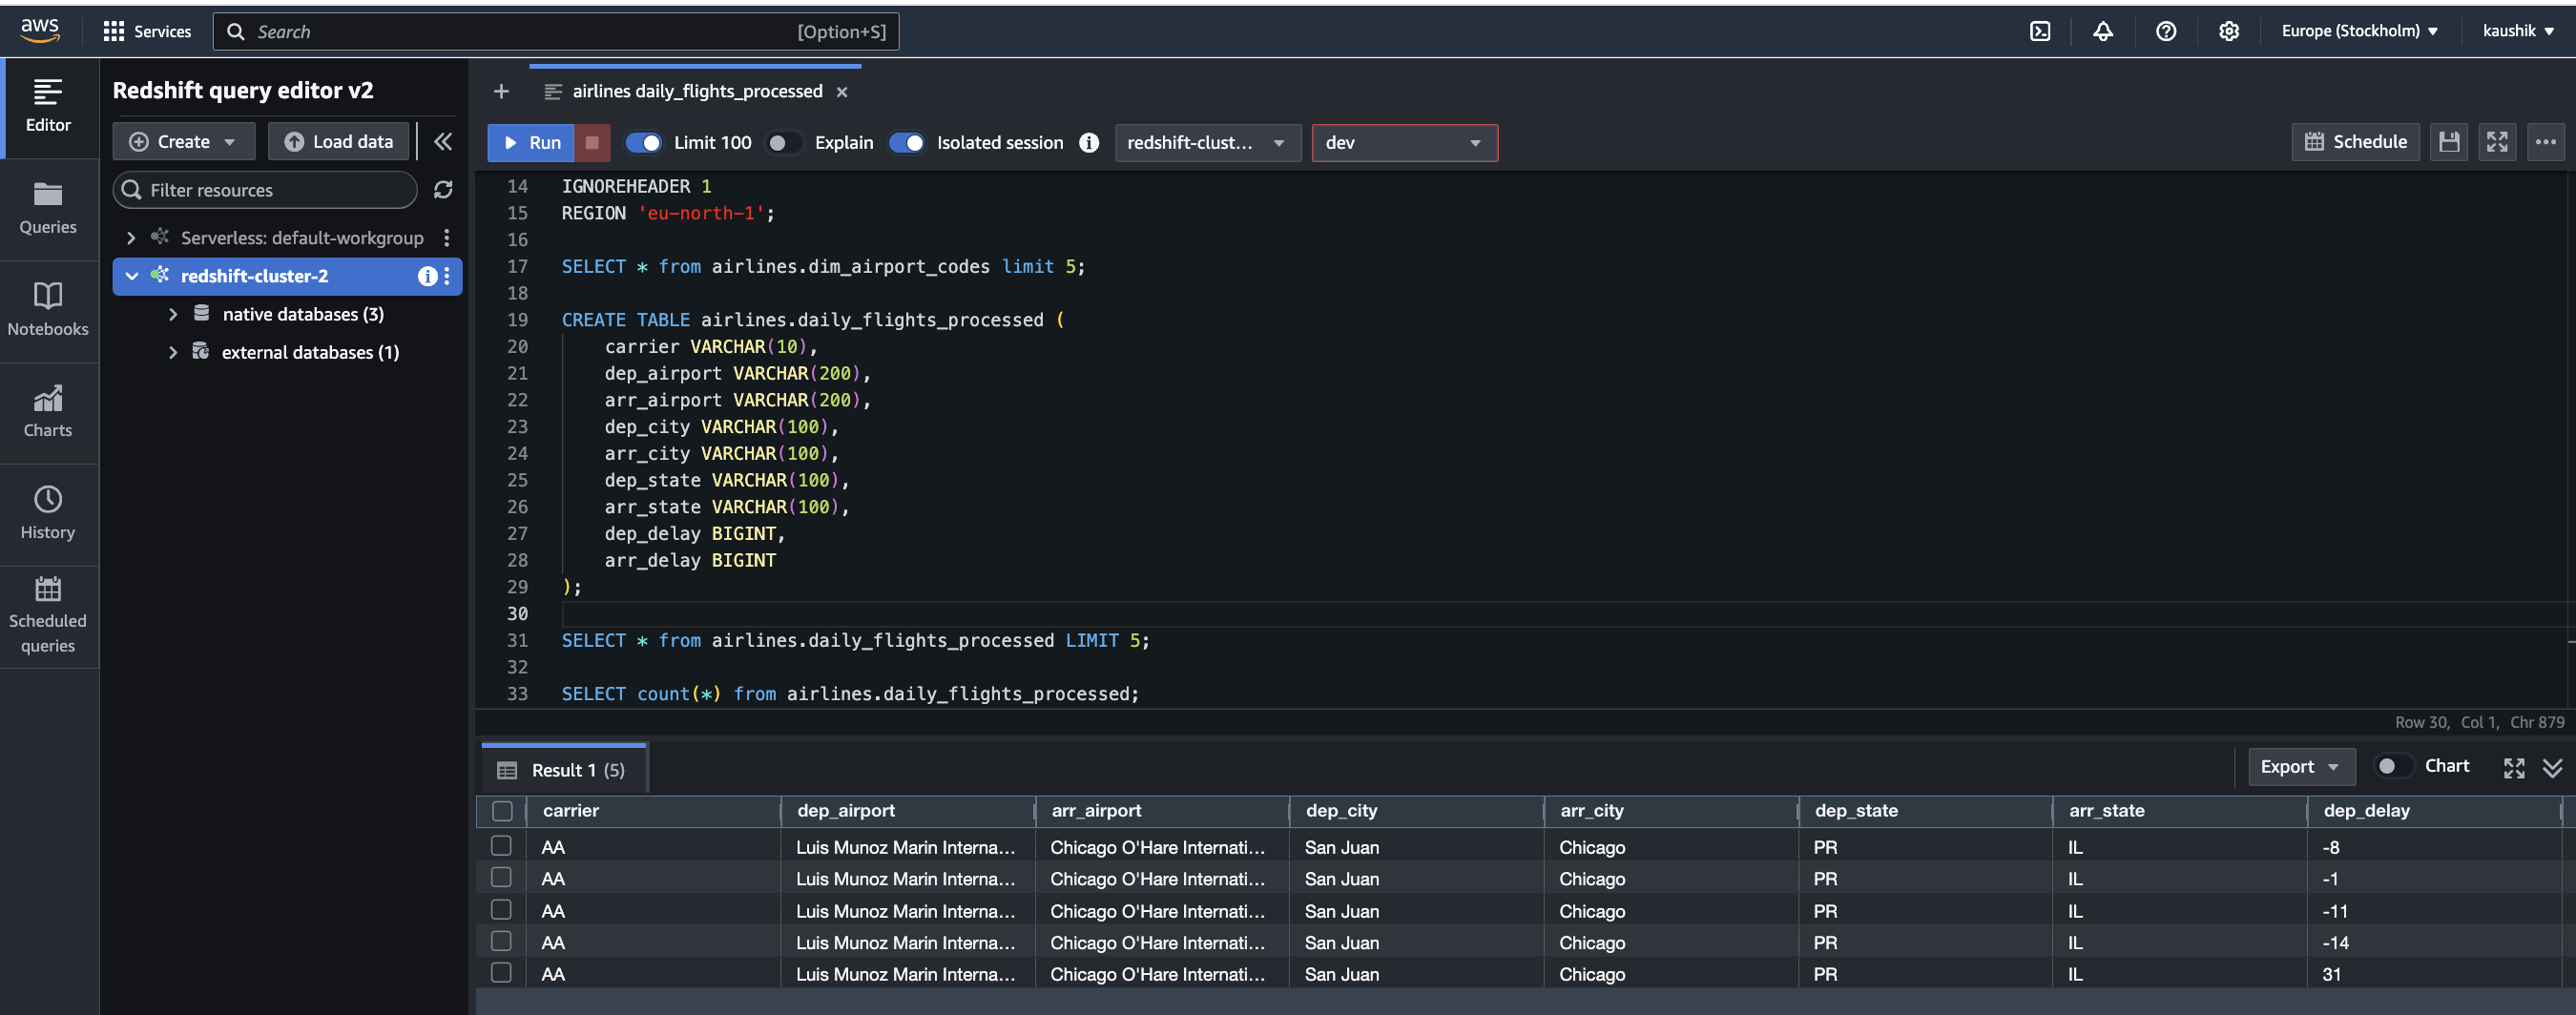 aws Services Search [Option+S] Europe (Stockholm) kaushik
Editor
Queries
Notebooks
Charts
History
Scheduled
queries
Redshift query editor v2
Create Load data
Filter resources
Serverless: default-workgroup
redshift-cluster-2
native databases (3)
external databases (1)
airlines daily_flights_processed
Run Limit 100 Explain Isolated session redshift-clust... dev Schedule
14 IGNOREHEADER 1
15 REGION 'eu-north-1';
16
17 SELECT * from airlines.dim_airport_codes limit 5;
18
19 CREATE TABLE airlines.daily_flights_processed (
20 carrier VARCHAR(10),
21 dep_airport VARCHAR(200),
22 arr_airport VARCHAR(200),
23 dep_city VARCHAR(100),
24 arr_city VARCHAR(100),
25 dep_state VARCHAR(100),
26 arr_state VARCHAR(100),
27 dep_delay BIGINT,
28 arr_delay BIGINT
29 );
30
31 SELECT * from airlines.daily_flights_processed LIMIT 5;
32
33 SELECT count(*) from airlines.daily_flights_processed;
Row 30, Col 1, Chr 879
Result 1 (5) Export Chart
carrier dep_airport arr_airport dep_city arr_city dep_state arr_state dep_delay
AA Luis Munoz Marin Interna... Chicago O'Hare Internati... San Juan Chicago PR IL -8
AA Luis Munoz Marin Interna... Chicago O'Hare Internati... San Juan Chicago PR IL -1
AA Luis Munoz Marin Interna... Chicago O'Hare Internati... San Juan Chicago PR IL -11
AA Luis Munoz Marin Interna... Chicago O'Hare Internati... San Juan Chicago PR IL -14
AA Luis Munoz Marin Interna... Chicago O'Hare Internati... San Juan Chicago PR IL 31